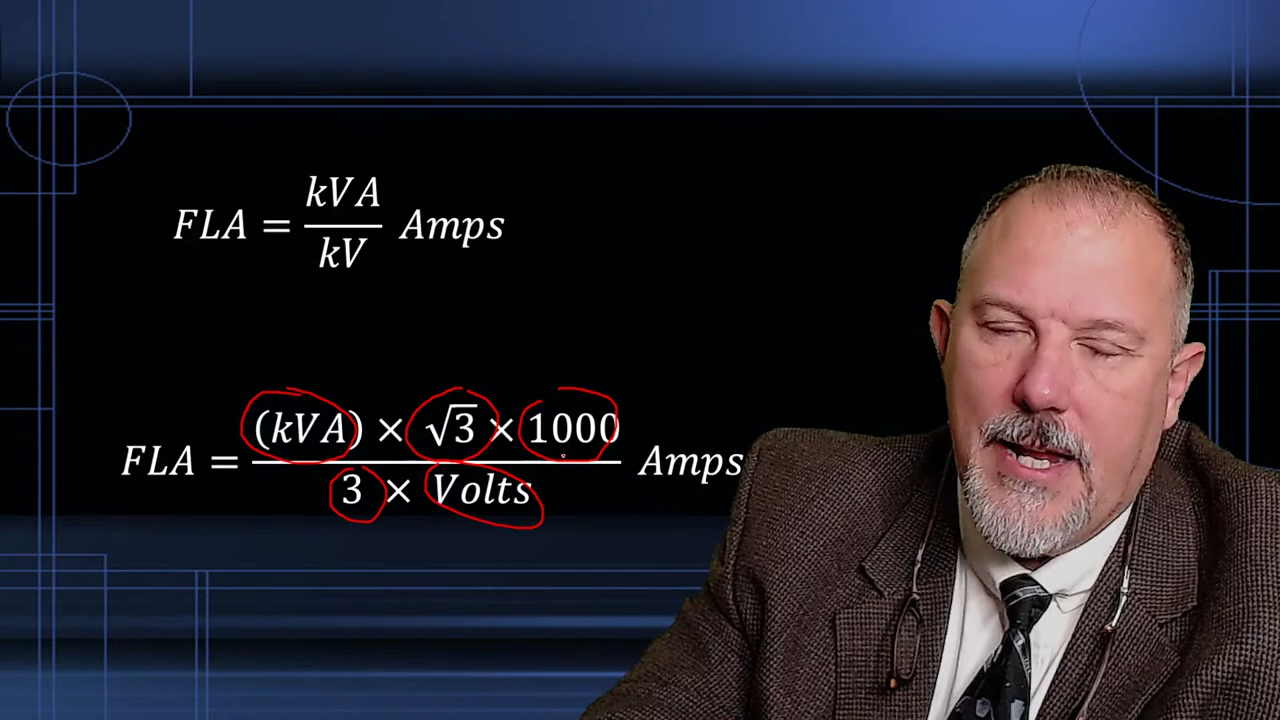 FLA = kVA / kV Amps
FLA = (kVA) × √3 × 1000 / 3 × Volts Amps